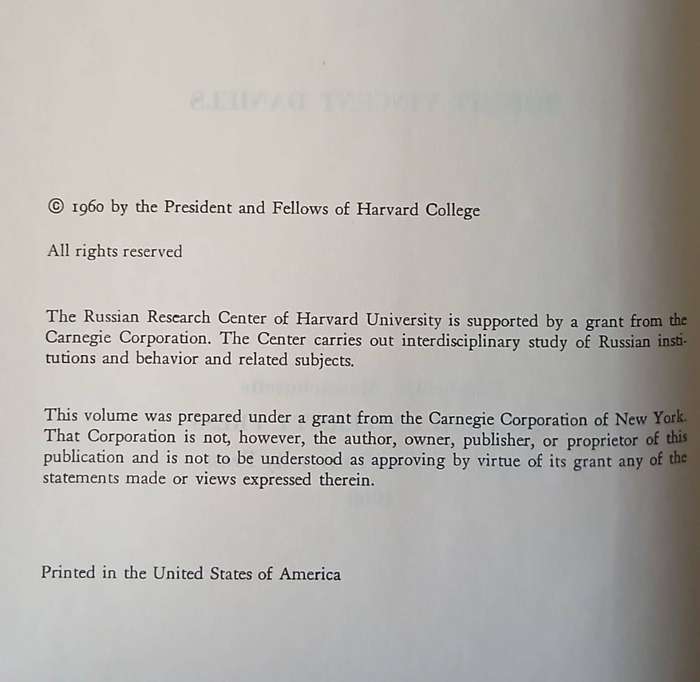 © 1960 by the President and Fellows of Harvard College
All rights reserved
The Russian Research Center of Harvard University is supported by a grant from the
Carnegie Corporation. The Center carries out interdisciplinary study of Russian insti-
tutions and behavior and related subjects.
This volume was prepared under a grant from the Carnegie Corporation of New York.
That Corporation is not, however, the author, owner, publisher, or proprietor of this
publication and is not to be understood as approving by virtue of its grant any of the
statements made or views expressed therein.
Printed in the United States of America